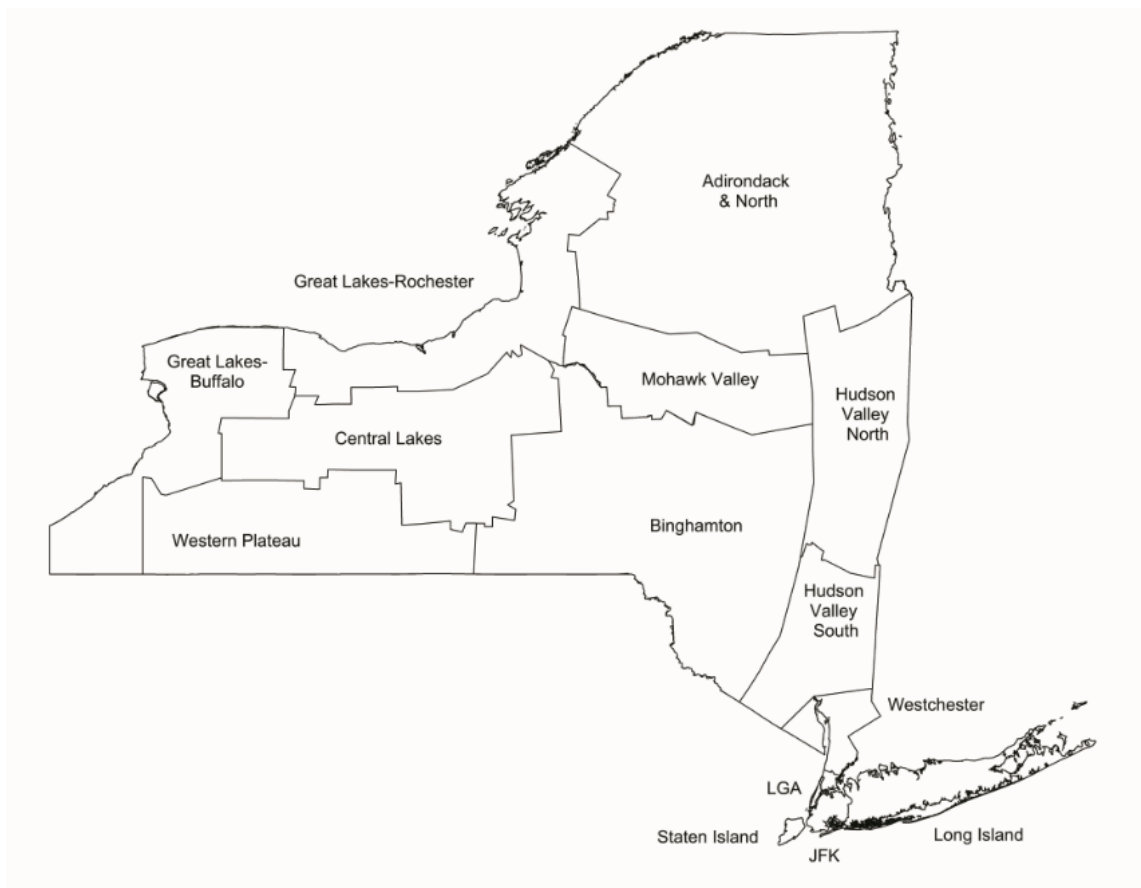 Adirondack
& North
Great Lakes-Rochester
Great Lakes-
Buffalo
Mohawk Valley
Hudson
Valley
North
Central Lakes
Binghamton
Western Plateau
Hudson
Valley
South
Westchester
LGA
Staten Island
Long Island
JFK